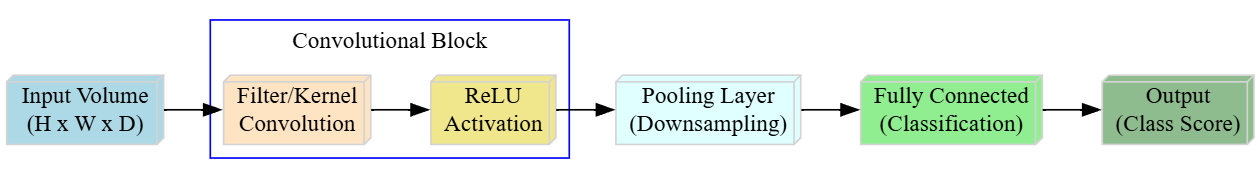 Convolutional Block
Input Volume
(H x W x D)
Filter/Kernel
Convolution
ReLU
Activation
Pooling Layer
(Downsampling)
Fully Connected
(Classification)
Output
(Class Score)